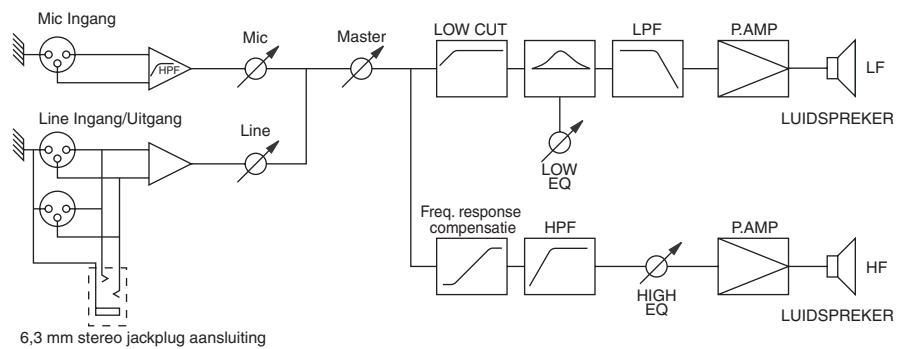 Mic Ingang
HPF
Mic
Master
LOW CUT
LPF
P.AMP
LF
LUIDSPREKER
LOW
EQ
Line Ingang/Uitgang
Line
Freq. response
compensatie
HPF
HIGH
EQ
P.AMP
HF
LUIDSPREKER
6,3 mm stereo jackplug aansluiting